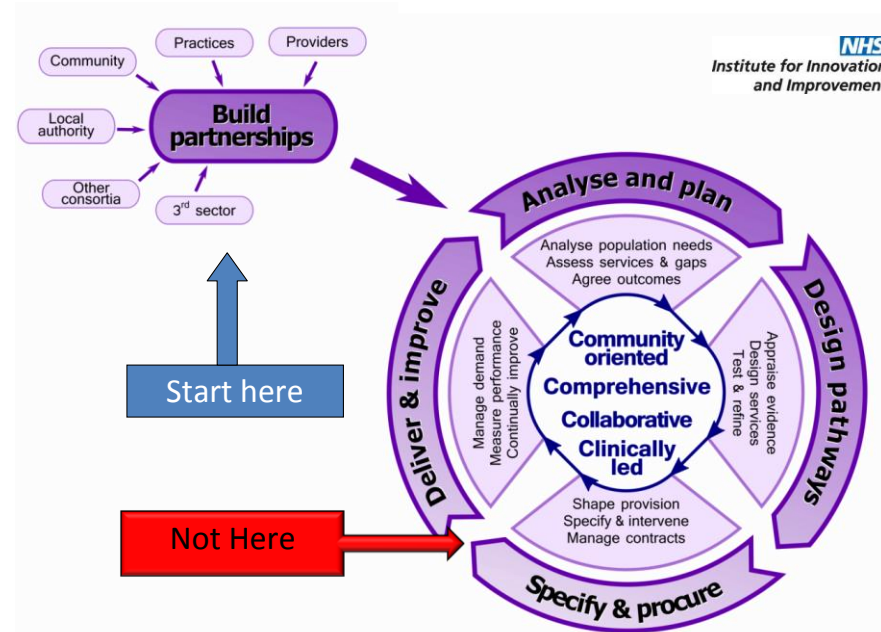 Practices
Providers
Community
Local
authority
Other
consortia
3rd sector
Build
partnerships
NHS
Institute for Innovation
and Improvemen
Start here
Not Here
Analyse and plan
Analyse population needs
Assess services & gaps
Agree outcomes
Design pathways
Appraise evidence
Design services
Test & refine
Specify & procure
Shape provision
Specify & intervene
Manage contracts
Deliver & improve
Manage demand
Measure performance
Continually improve
Community
oriented
Comprehensive
Collaborative
Clinically
led